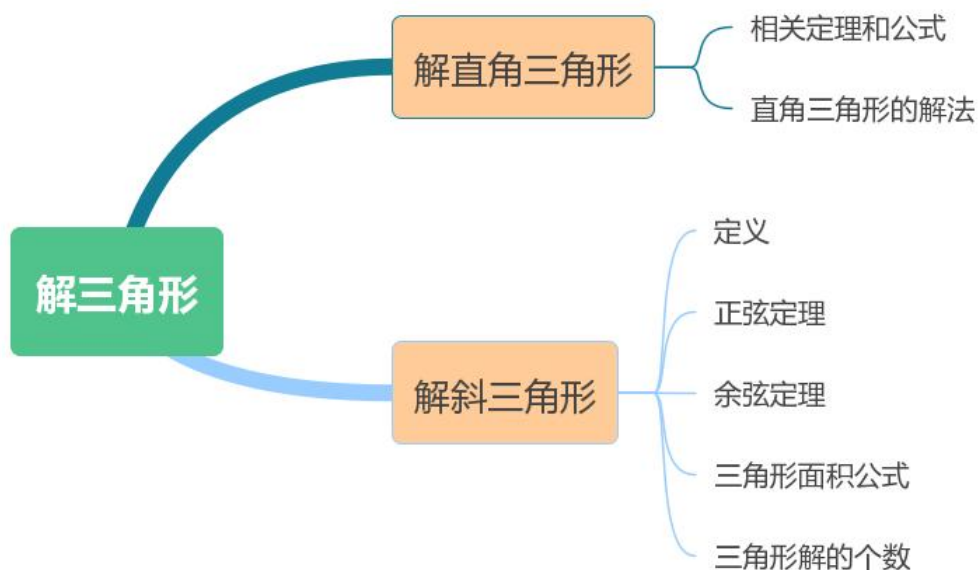 解三角形
解直角三角形
相关定理和公式
直角三角形的解法
解斜三角形
定义
正弦定理
余弦定理
三角形面积公式
三角形解的个数